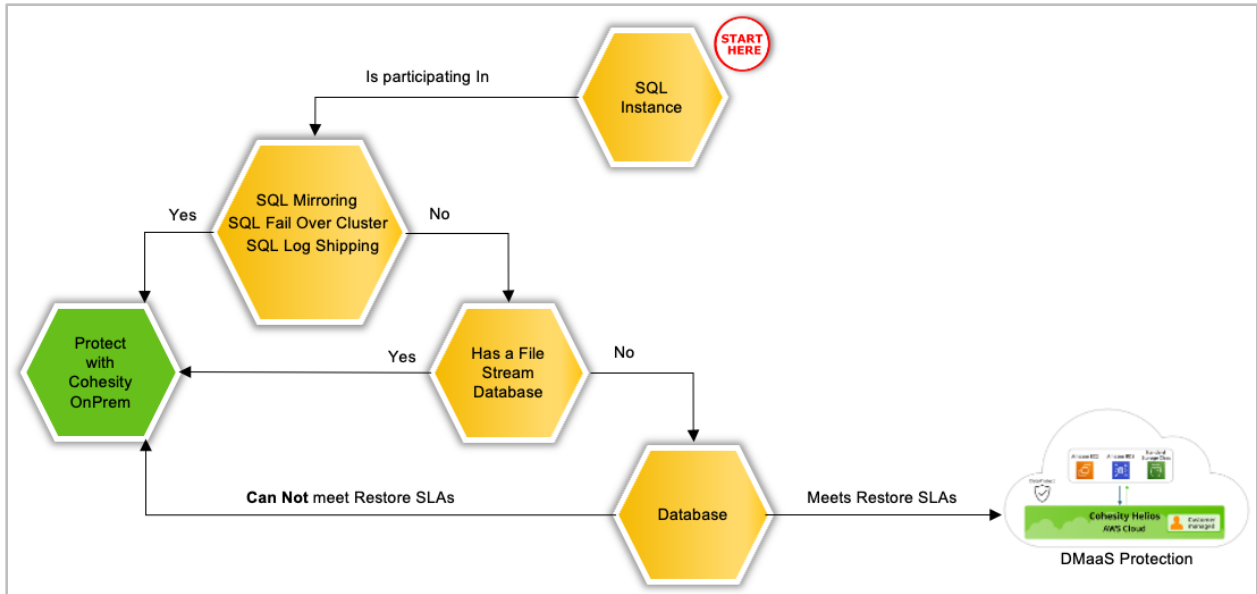 START
HERE
SQL
Instance
Is participating In
SQL Mirroring
SQL Fail Over Cluster
SQL Log Shipping
Yes
No
Protect
with
Cohesity
OnPrem
Yes
Has a File
Stream
Database
No
Can Not meet Restore SLAs
Database
Meets Restore SLAs
Cohesity Helios
AWS Cloud
Customer
managed
DMaaS Protection